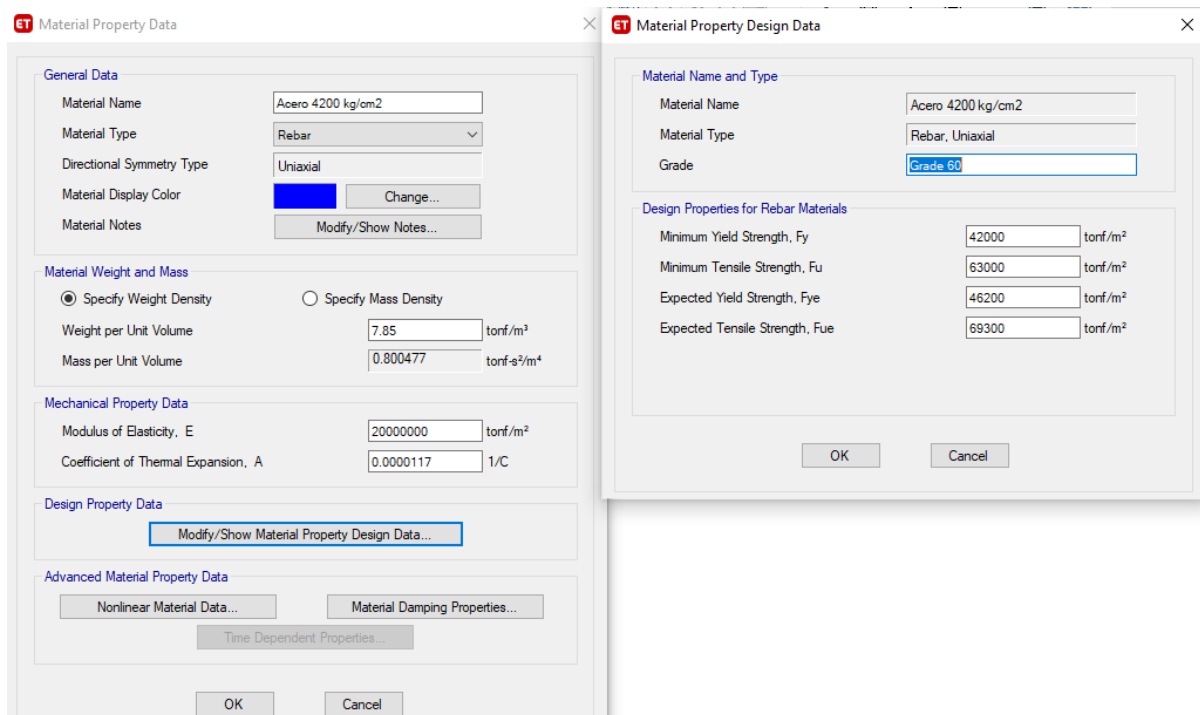 ET Material Property Data
General Data
Material Name Acero 4200 kg/cm2
Material Type Rebar
Directional Symmetry Type Uniaxial
Material Display Color Change...
Material Notes Modify/Show Notes...
Material Weight and Mass
Specify Weight Density Specify Mass Density
Weight per Unit Volume 7.85 tonf/m³
Mass per Unit Volume 0.800477 tonf-s²/m⁴
Mechanical Property Data
Modulus of Elasticity, E 20000000 tonf/m²
Coefficient of Thermal Expansion, A 0.0000117 1/C
Design Property Data
Modify/Show Material Property Design Data...
Advanced Material Property Data
Nonlinear Material Data... Material Damping Properties...
Time Dependent Properties...
OK Cancel
ET Material Property Design Data
Material Name and Type
Material Name Acero 4200 kg/cm2
Material Type Rebar, Uniaxial
Grade Grade 60
Design Properties for Rebar Materials
Minimum Yield Strength, Fy 42000 tonf/m²
Minimum Tensile Strength, Fu 63000 tonf/m²
Expected Yield Strength, Fye 46200 tonf/m²
Expected Tensile Strength, Fue 69300 tonf/m²
OK Cancel